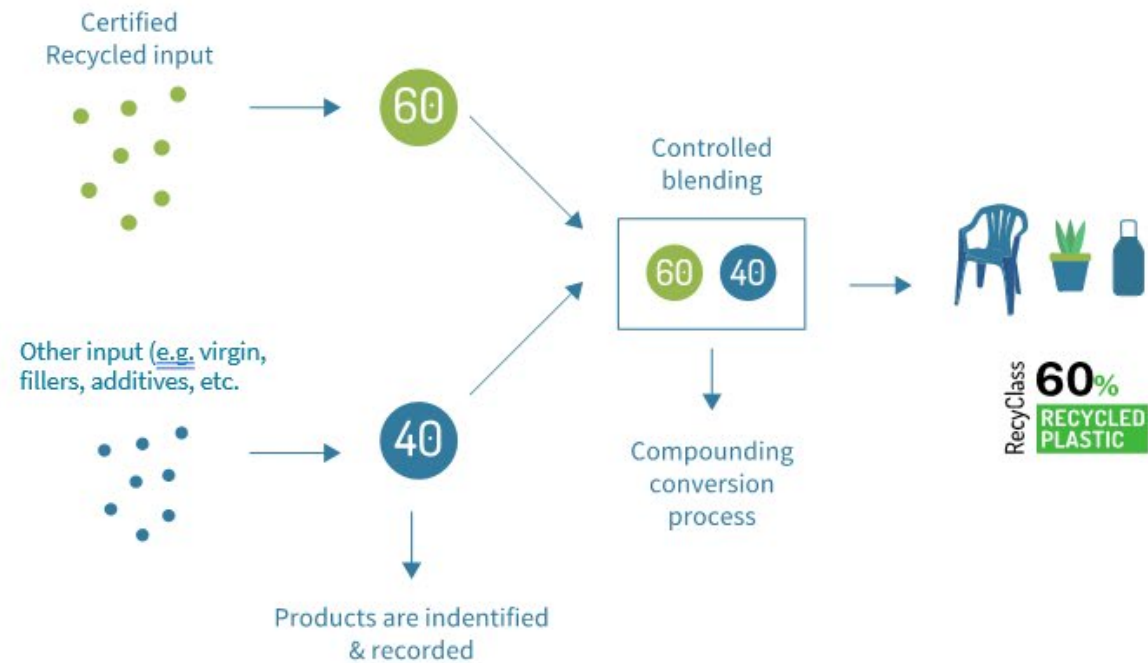 Certified
Recycled input
60
Controlled
blending
60 40
Other input (e.g. virgin,
fillers, additives, etc.
40
Compounding
conversion
process
Products are indentified
& recorded
RecyClass
60%
RECYCLED
PLASTIC